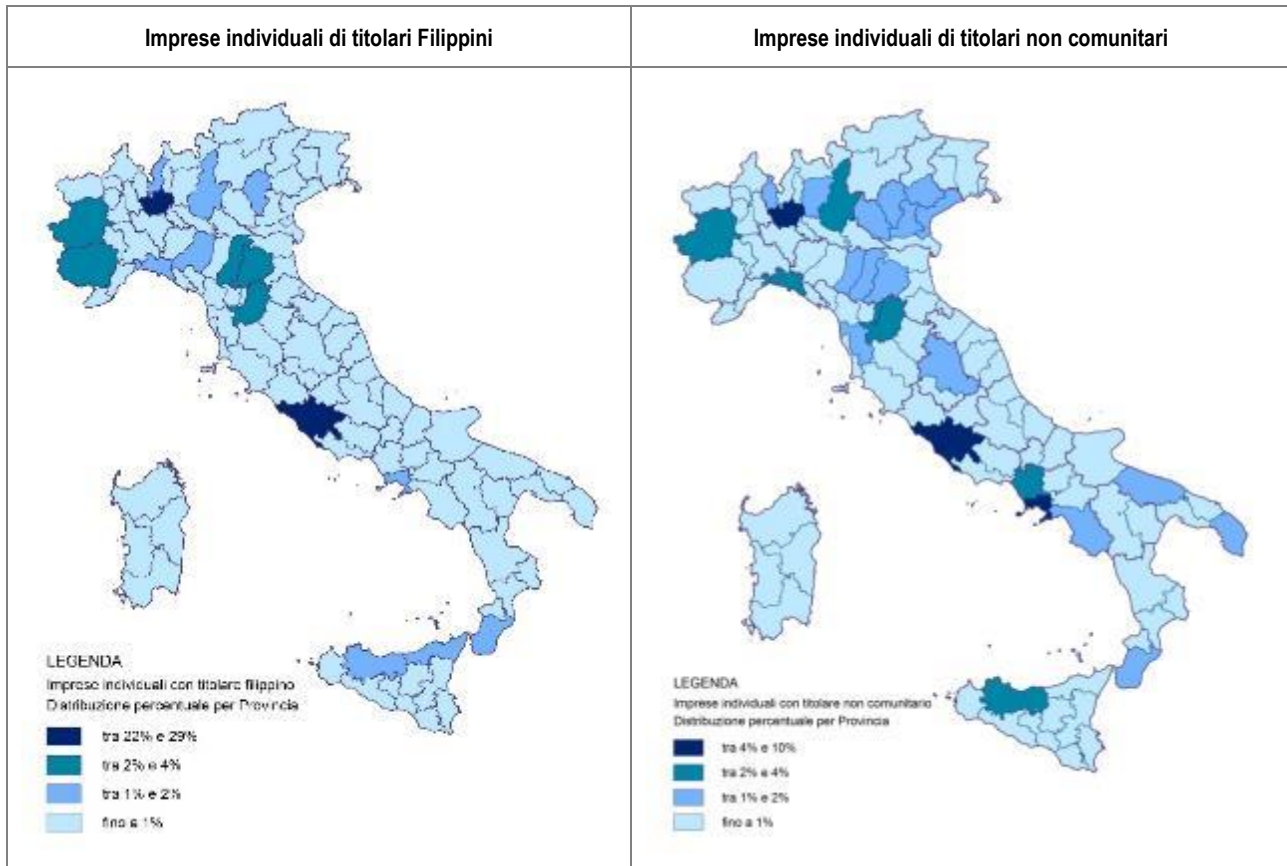 Imprese individuali di titolari Filippini
Imprese individuali di titolari non comunitari
LEGENDA
Imprese individuali con titolare filippino
Distribuzione percentuale per Provincia
tra 22% e 29%
tra 2% e 4%
tra 1% e 2%
fino a 1%
LEGENDA
Imprese individuali con titolare non comunitario
Distribuzione percentuale per Provincia
tra 4% e 10%
tra 2% e 4%
tra 1% e 2%
fino a 1%